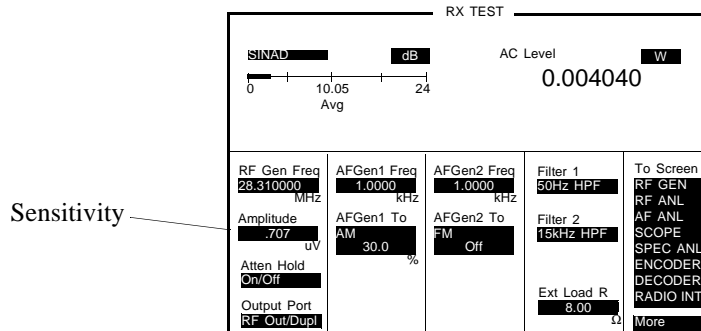 RX TEST
SINAD dB AC Level W
0.004040
0 10.05 24
Avg
RF Gen Freq AFGen1 Freq AFGen2 Freq Filter 1 To Screen
28.310000 1.0000 1.0000 50Hz HPF RF GEN
MHz kHz kHz RF ANL
Sensitivity Amplitude AFGen1 To AFGen2 To Filter 2 AF ANL
.707 AM FM 15kHz HPF SCOPE
uV 30.0 Off SPEC ANL
Atten Hold % ENCODER
On/Off Ext Load R DECODER
Output Port 8.00 RADIO INT
RF Out/Dupl Ω More